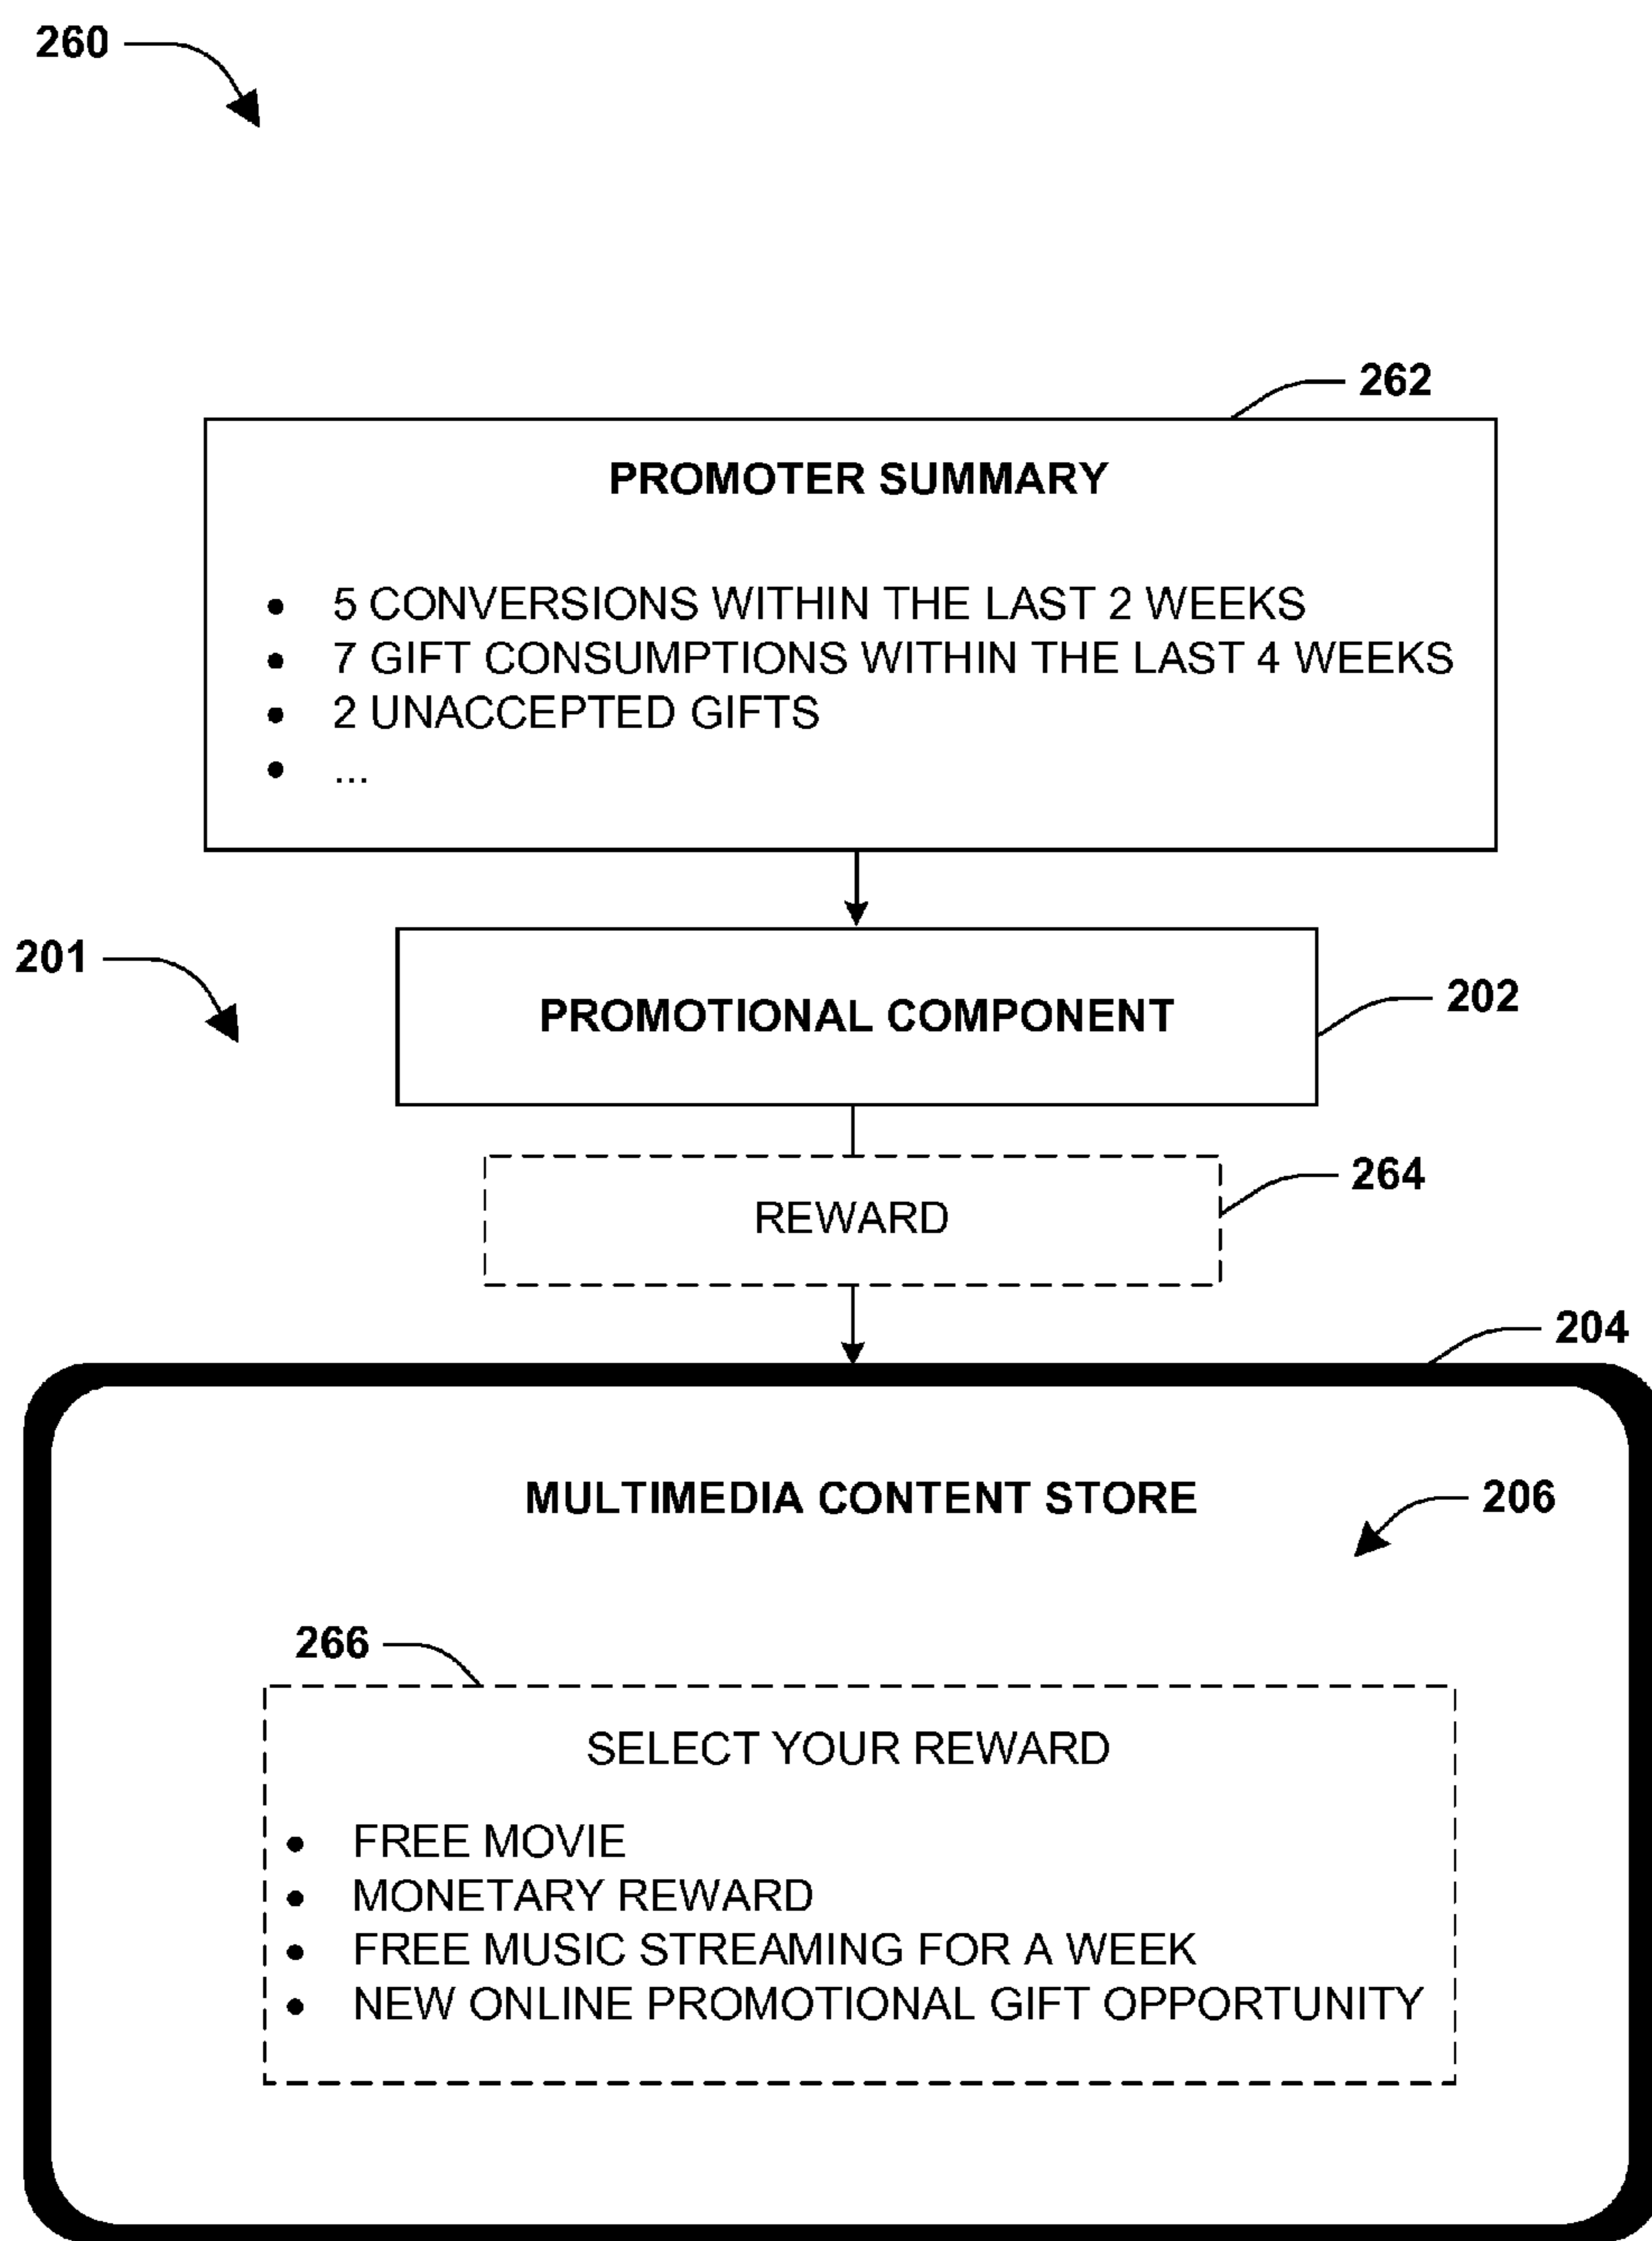 260
262
PROMOTER SUMMARY
• 5 CONVERSIONS WITHIN THE LAST 2 WEEKS
• 7 GIFT CONSUMPTIONS WITHIN THE LAST 4 WEEKS
• 2 UNACCEPTED GIFTS
• ...
201
PROMOTIONAL COMPONENT
202
264
REWARD
204
MULTIMEDIA CONTENT STORE
206
266
SELECT YOUR REWARD
• FREE MOVIE
• MONETARY REWARD
• FREE MUSIC STREAMING FOR A WEEK
• NEW ONLINE PROMOTIONAL GIFT OPPORTUNITY